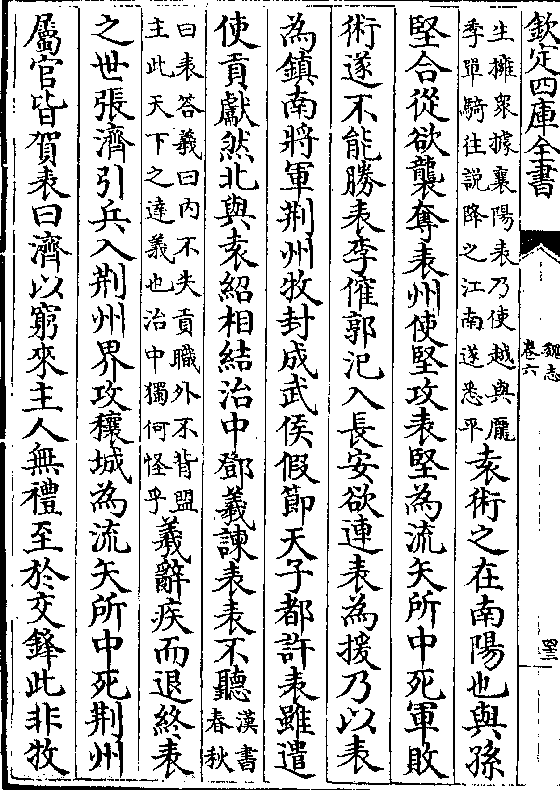 欽定四庫全書
魏志
卷六
罜
生擁衆據襄陽表乃使越與龎
季單騎往說降之江南遂悉平
袁術之在南陽也與孫
堅合從欲襲奪表州使堅攻表堅為流矢所中死軍敗
術遂不能勝表李傕郭汜入長安欲連表為援乃以表
為鎮南將軍荆州牧封成武侯假節天子都許表雖遣
使貢獻然北與袁紹相結治中鄧羲諫表表不聽
漢書
春秋
曰表答羲曰内不失貢職外不背盟
主此天下之達義也治中獨何怪乎
羲辭疾而退終表
之世張濟引兵入荆州界攻穰城為流矢所中死荆州
屬官皆賀表曰濟以窮來主人無禮至於交鋒此非牧